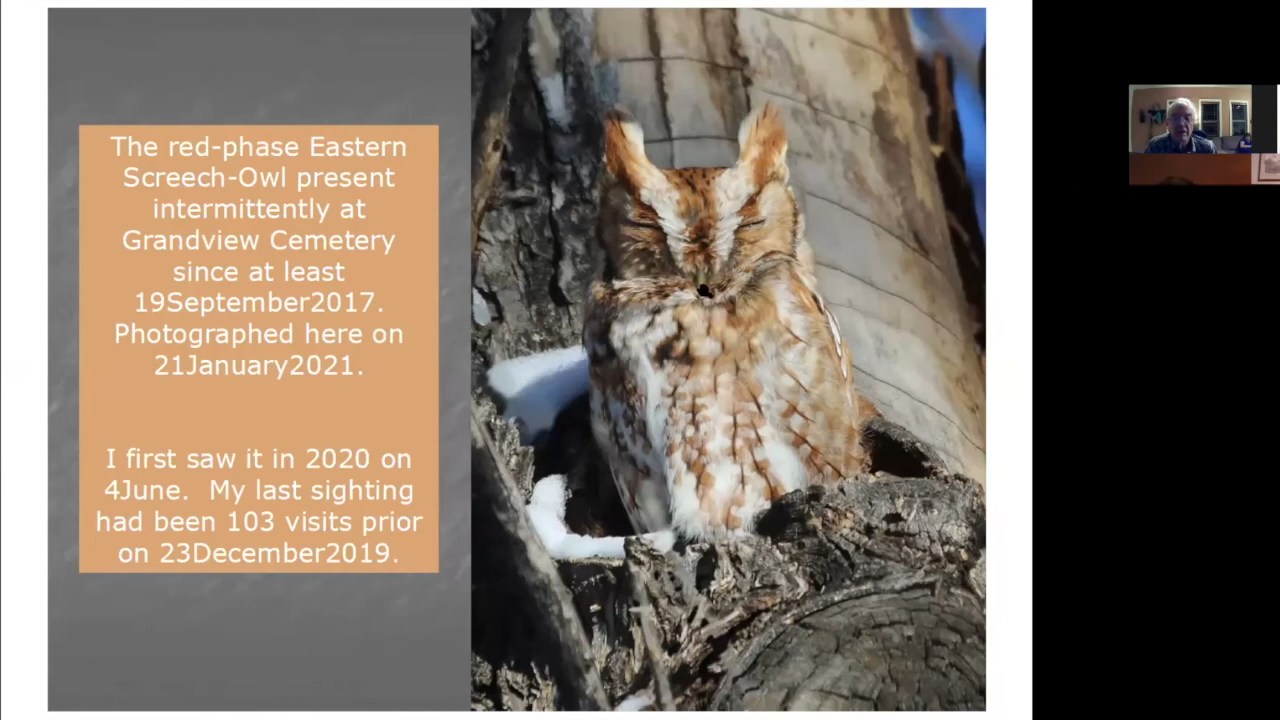 The red-phase Eastern
Screech-Owl present
intermittently at
Grandview Cemetery
since at least
19September2017.
Photographed here on
21January2021.
I first saw it in 2020 on
4June.  My last sighting
had been 103 visits prior
on 23December2019.